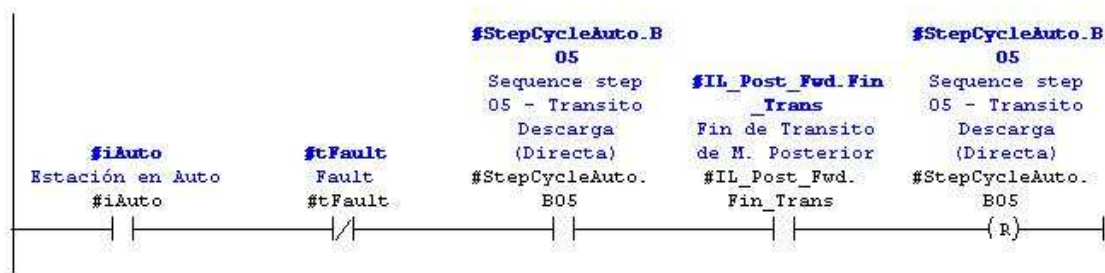 #StepCycleAuto.B
05
Sequence step
05 - Transito
Descarga
(Directa)
#StepCycleAuto.
B05
#IL_Post_Fwd.Fin
_Trans
Fin de Transito
de M. Posterior
#IL_Post_Fwd.
Fin_Trans
#StepCycleAuto.B
05
Sequence step
05 - Transito
Descarga
(Directa)
#StepCycleAuto.
B05
#iAuto
Estación en Auto
#iAuto
#tFault
Fault
#tFault
R